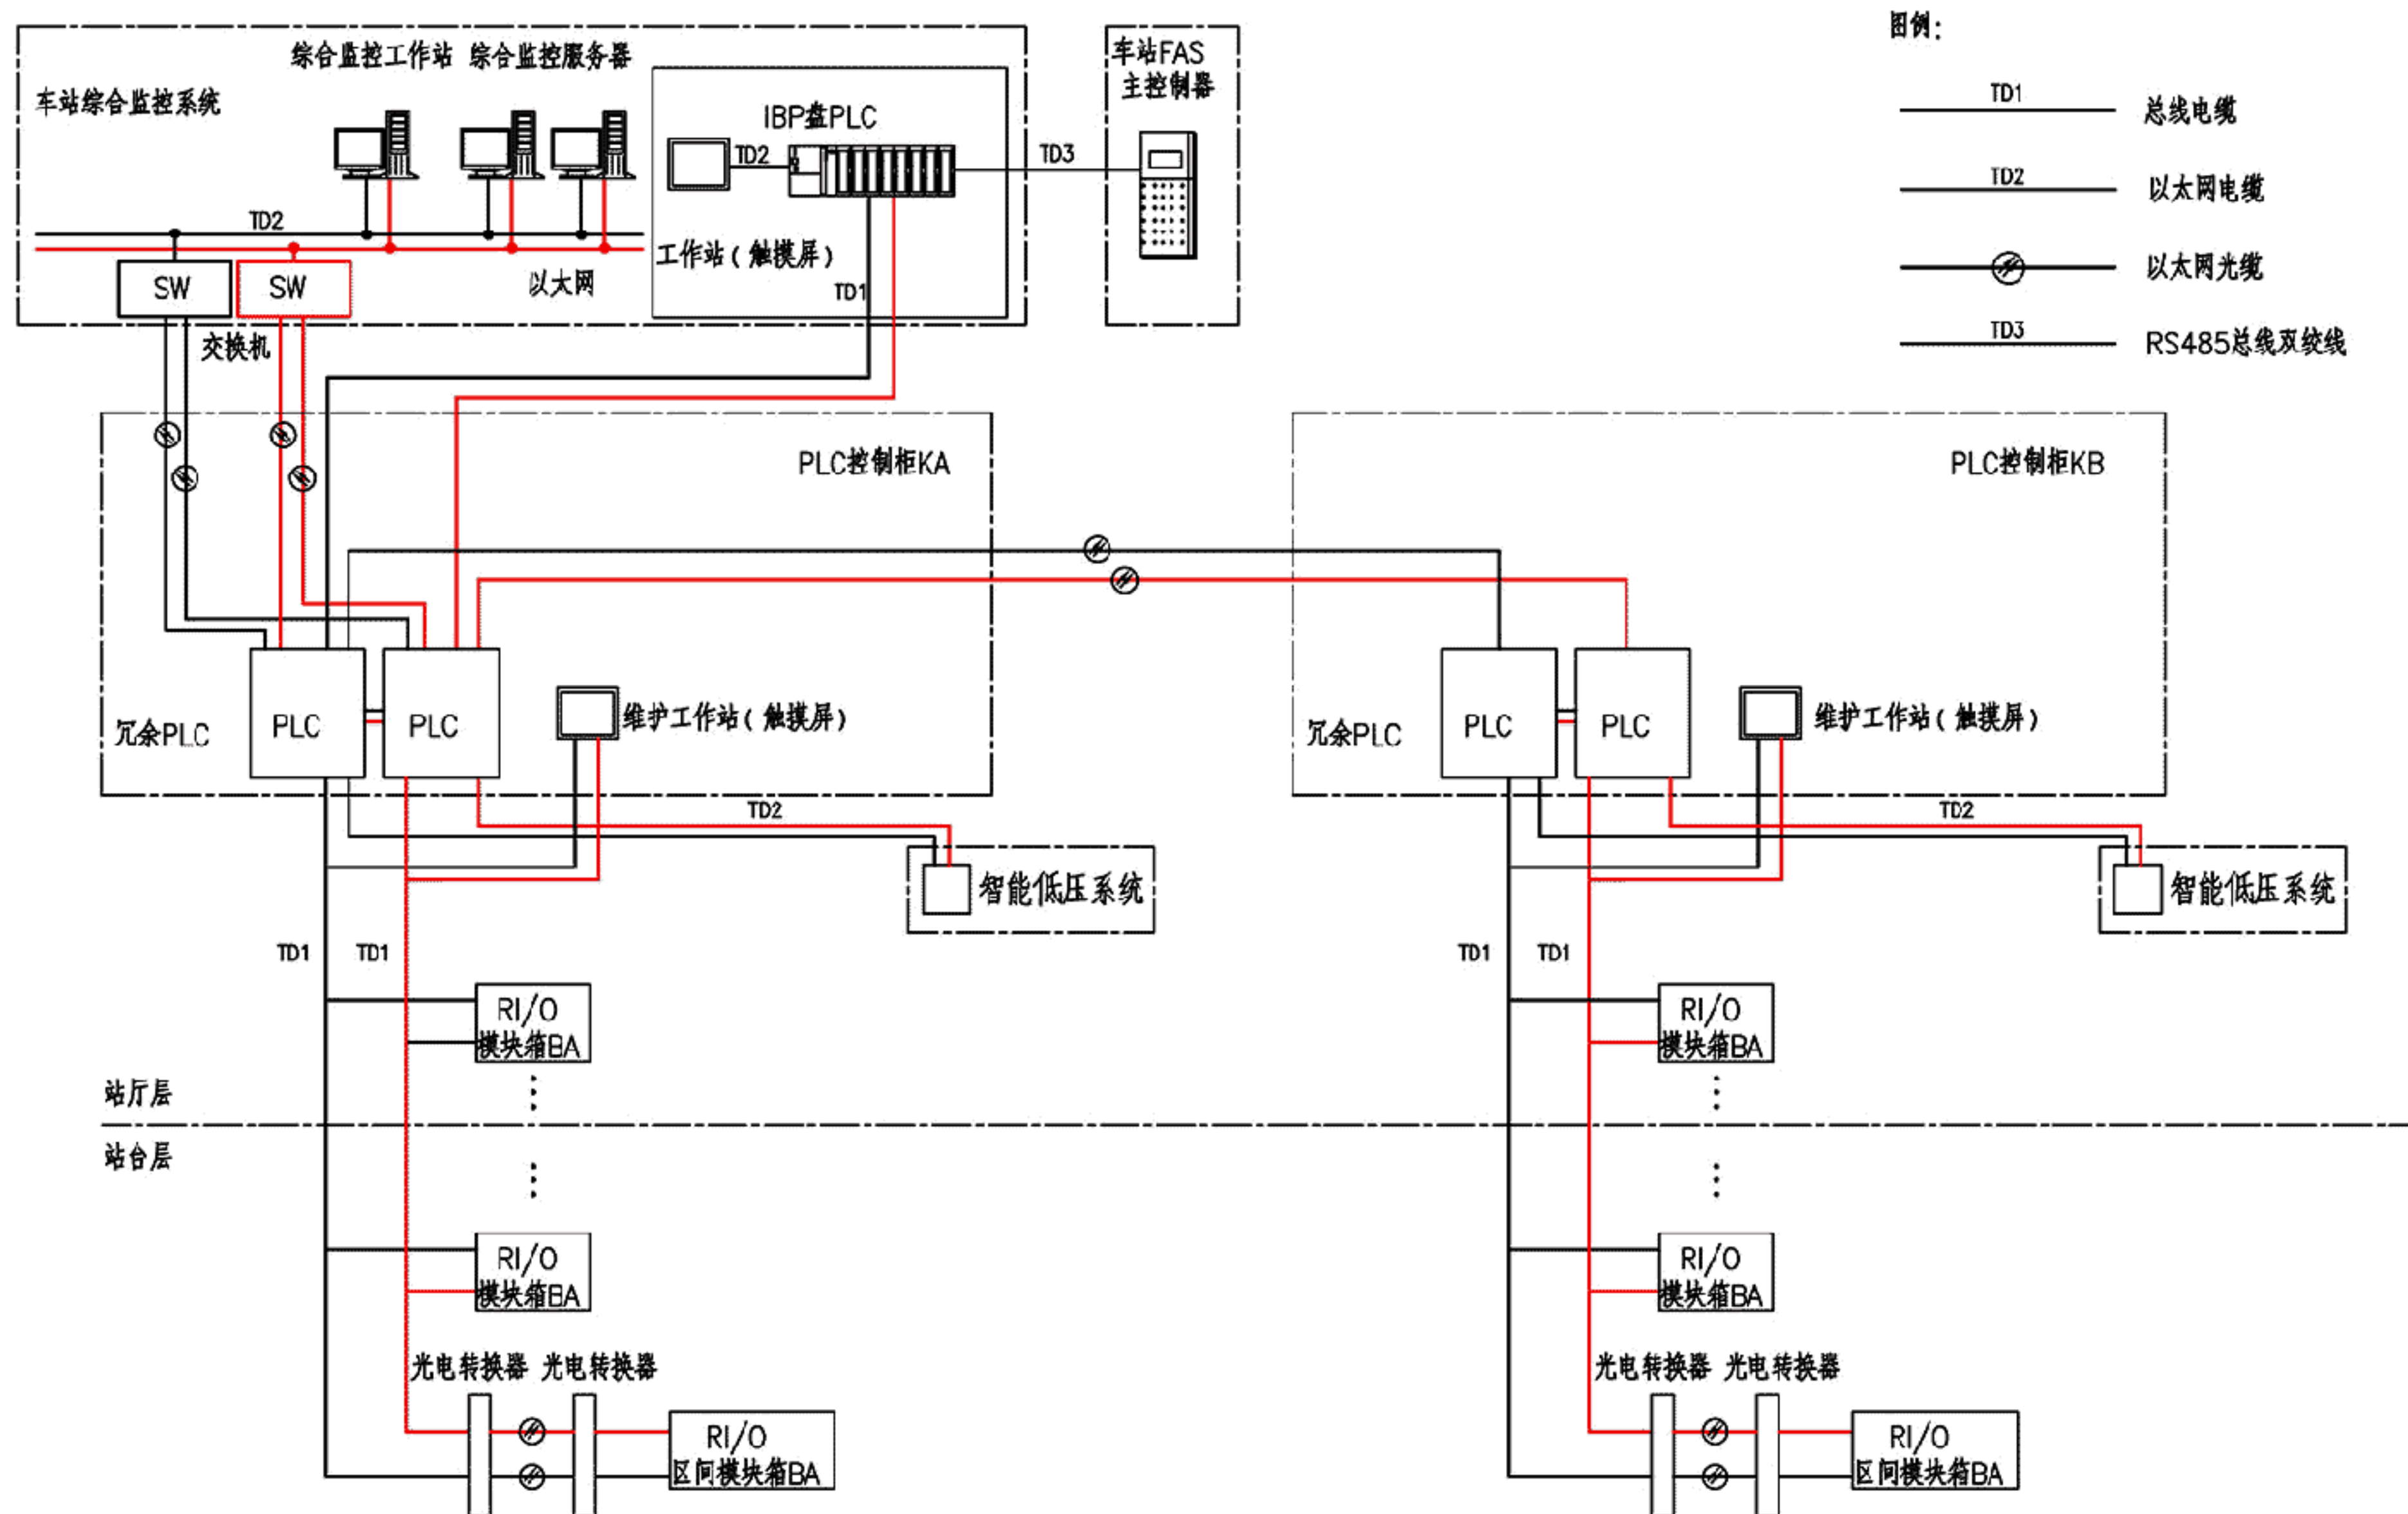 图例:
综合监控工作站 综合监控服务器
车站综合监控系统
IBP盘PLC
TD2
工作站(触摸屏)
TD1
TD3
车站FAS
主控制器
TD2
以太网
SW
SW
交换机
TD1
总线电缆
TD2
以太网电缆
以太网光缆
TD3
RS485总线双绞线
PLC控制柜KA
冗余PLC
PLC
PLC
维护工作站(触摸屏)
TD2
智能低压系统
PLC控制柜KB
冗余PLC
PLC
PLC
维护工作站(触摸屏)
TD2
智能低压系统
TD1
TD1
TD1
TD1
RI/O
模块箱BA
RI/O
模块箱BA
站厅层
站台层
RI/O
模块箱BA
RI/O
模块箱BA
光电转换器 光电转换器
光电转换器 光电转换器
RI/O
区间模块箱BA
RI/O
区间模块箱BA